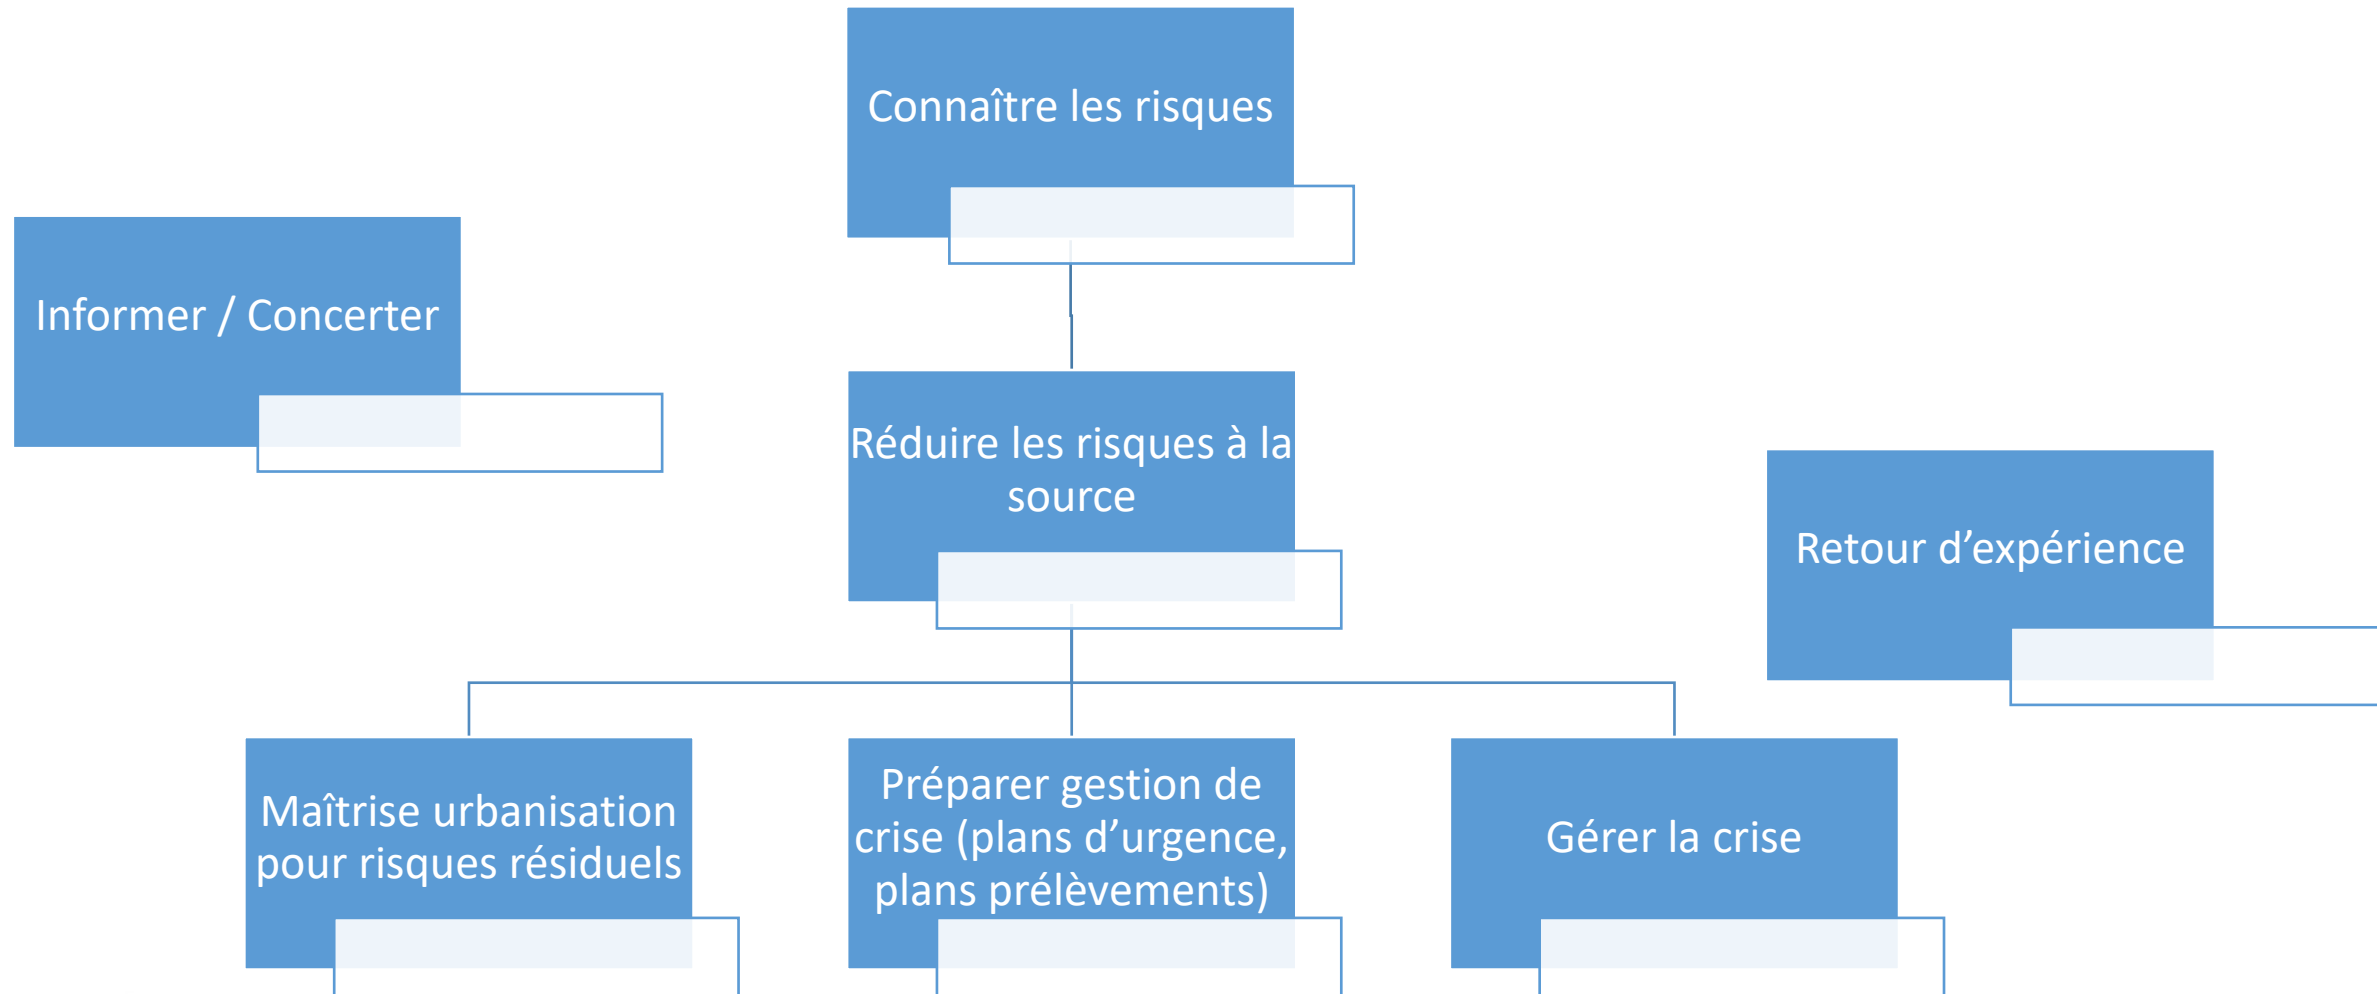 Connaître les risques
Informer / Concerter
Réduire les risques à la
source
Retour d’expérience
Maîtrise urbanisation
pour risques résiduels
Préparer gestion de
crise (plans d’urgence,
plans prélèvements)
Gérer la crise